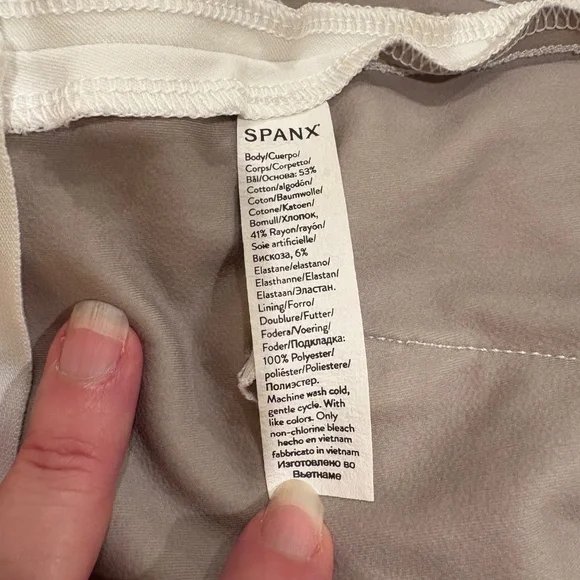 SPANX
Body/Cuerpo/
Corps/Corpetto/
Bål/Основа: 53%
Cotton/algodón/
Coton/Baumwolle/
Cotone/Katoen/
Bomull/Хлопок,
41% Rayon/rayón/
Soie artificielle/
Вискоза, 6%
Elastane/elastano/
Elasthanne/Elastan/
Elastaan/Эластан.
Lining/Forro/
Doublure/Futter/
Fodera/Voering/
Foder/Подкладка:
100% Polyester/
poliéster/Poliestere/
Полиэстер.
Machine wash cold,
gentle cycle. With
like colors. Only
non-chlorine bleach
hecho en vietnam
fabbricato in vietnam
Изготовлено во
Вьетнаме